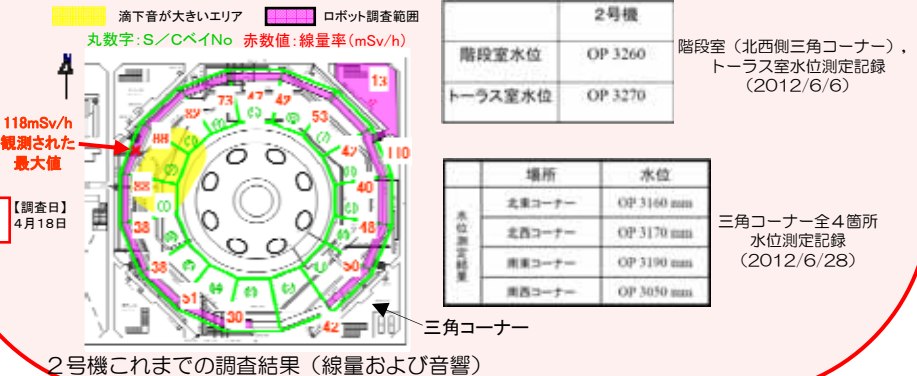 滴下音が大きいエリア
ロボット調査範囲
丸数字：S／CベイNo 赤数値：線量率(mSv/h)
118mSv/h
観測された
最大値
【調査日】
4月18日
13
73 47 42
82
53
88
42 110
88
40
38
48
38
50
51
30
42
三角コーナー
2号機これまでの調査結果（線量および音響）
2号機
階段室水位 OP 3260
トーラス室水位 OP 3270
階段室（北西側三角コーナー），
トーラス室水位測定記録
（2012/6/6）
場所 水位
水位測定結果
北東コーナー OP 3160 mm
北西コーナー OP 3170 mm
南東コーナー OP 3190 mm
南西コーナー OP 3050 mm
三角コーナー全4箇所
水位測定記録
（2012/6/28）